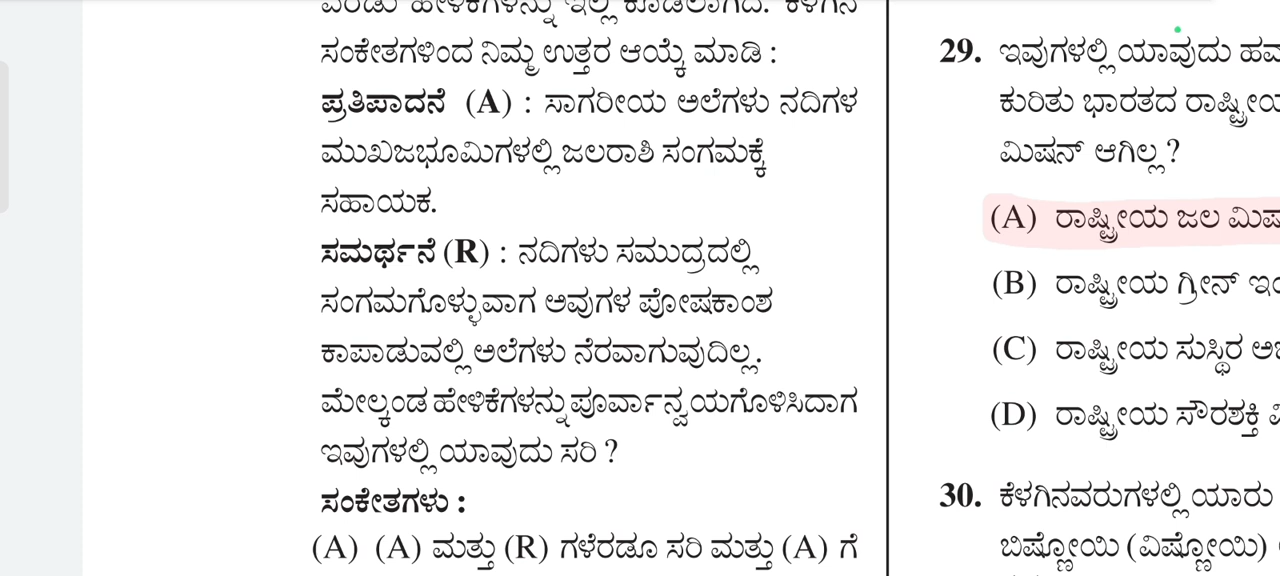 ಸಂಕೇತಗಳಿಂದ ನಿಮ್ಮ ಉತ್ತರ ಆಯ್ಕೆ ಮಾಡಿ :
ಪ್ರತಿಪಾದನೆ (A) : ಸಾಗರೀಯ ಅಲೆಗಳು ನದಿಗಳ
ಮುಖಜಭೂಮಿಗಳಲ್ಲಿ ಜಲರಾಶಿ ಸಂಗಮಕ್ಕೆ
ಸಹಾಯಕ.
ಸಮರ್ಥನೆ (R) : ನದಿಗಳು ಸಮುದ್ರದಲ್ಲಿ
ಸಂಗಮಗೊಳ್ಳುವಾಗ ಅವುಗಳ ಪೋಷಕಾಂಶ
ಕಾಪಾಡುವಲ್ಲಿ ಅಲೆಗಳು ನೆರವಾಗುವುದಿಲ್ಲ.
ಮೇಲ್ಕಂಡ ಹೇಳಿಕೆಗಳನ್ನು ಪೂರ್ವಾನ್ವಯಗೊಳಿಸಿದಾಗ
ಇವುಗಳಲ್ಲಿ ಯಾವುದು ಸರಿ ?
ಸಂಕೇತಗಳು :
(A) (A) ಮತ್ತು (R) ಗಳೆರಡೂ ಸರಿ ಮತ್ತು (A) ಗೆ
29. ಇವುಗಳಲ್ಲಿ ಯಾವುದು
ಕುರಿತು ಭಾರತದ
ಮಿಷನ್ ಆಗಿಲ್ಲ ?
(A) ರಾಷ್ಟ್ರೀಯ ಜಲ
(B) ರಾಷ್ಟ್ರೀಯ ಗ್ರೀನ್
(C) ರಾಷ್ಟ್ರೀಯ ಸುಸ್ಥಿರ
(D) ರಾಷ್ಟ್ರೀಯ ಸೌರಶಕ್ತಿ
30. ಕೆಳಗಿನವರುಗಳಲ್ಲಿ ಯಾರು
ಬಿಷ್ಣೋಯಿ (ವಿಷ್ಣೋಯಿ)